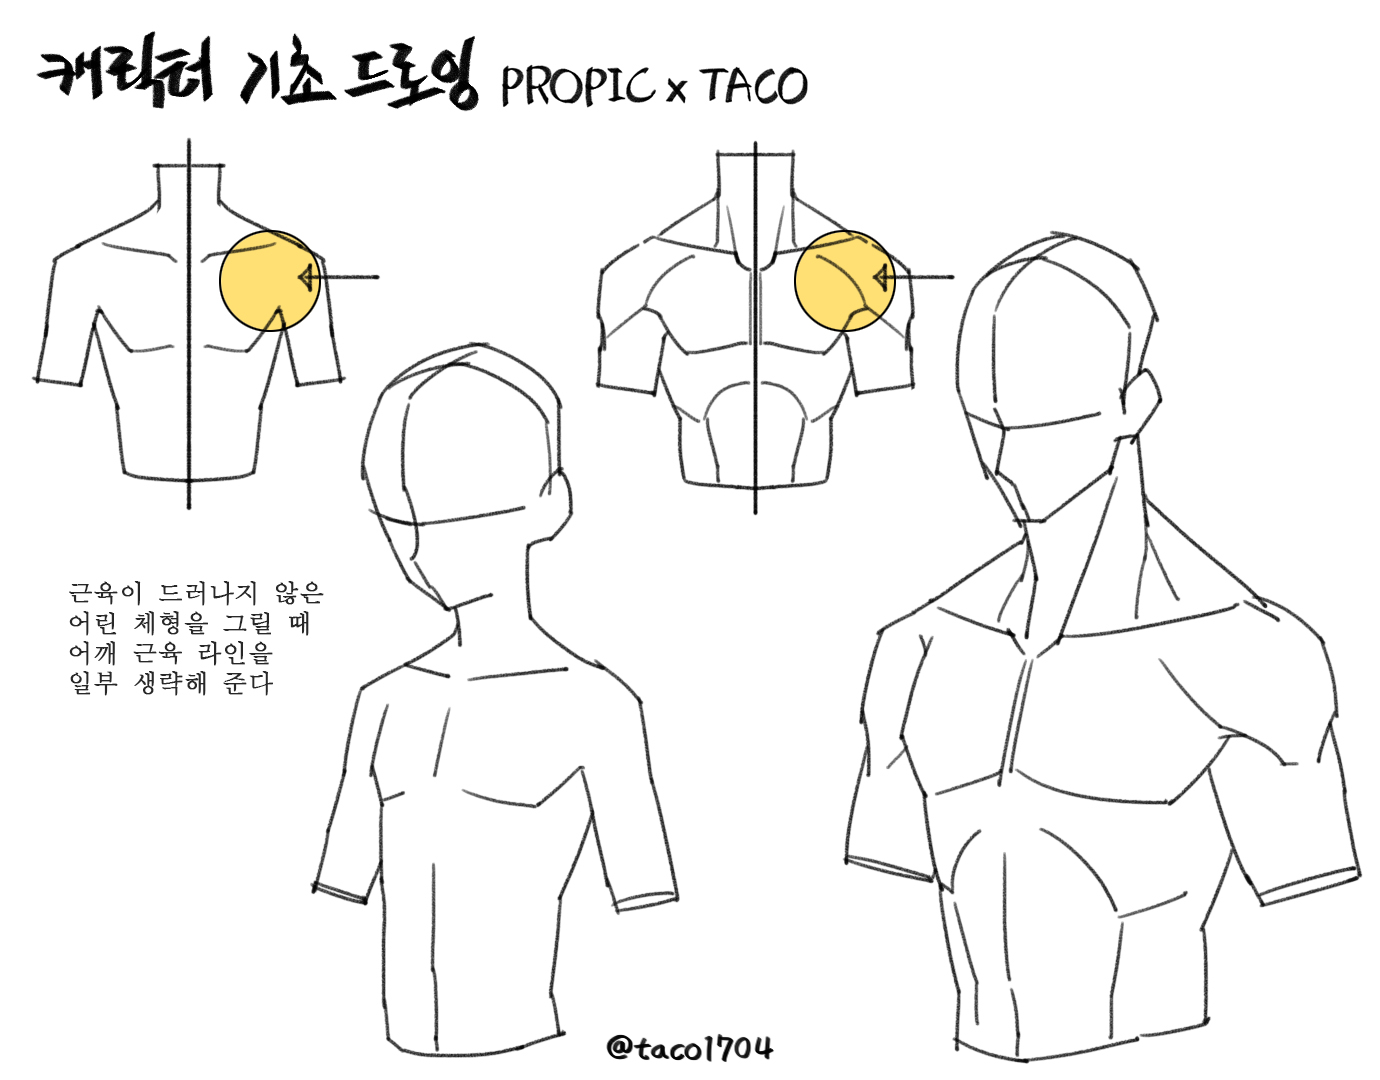 캐릭터 기초 드로잉 PROPIC x TACO
근육이 드러나지 않은
어린 체형을 그릴 때
어깨 근육 라인을
일부 생략해 준다
@taco1704